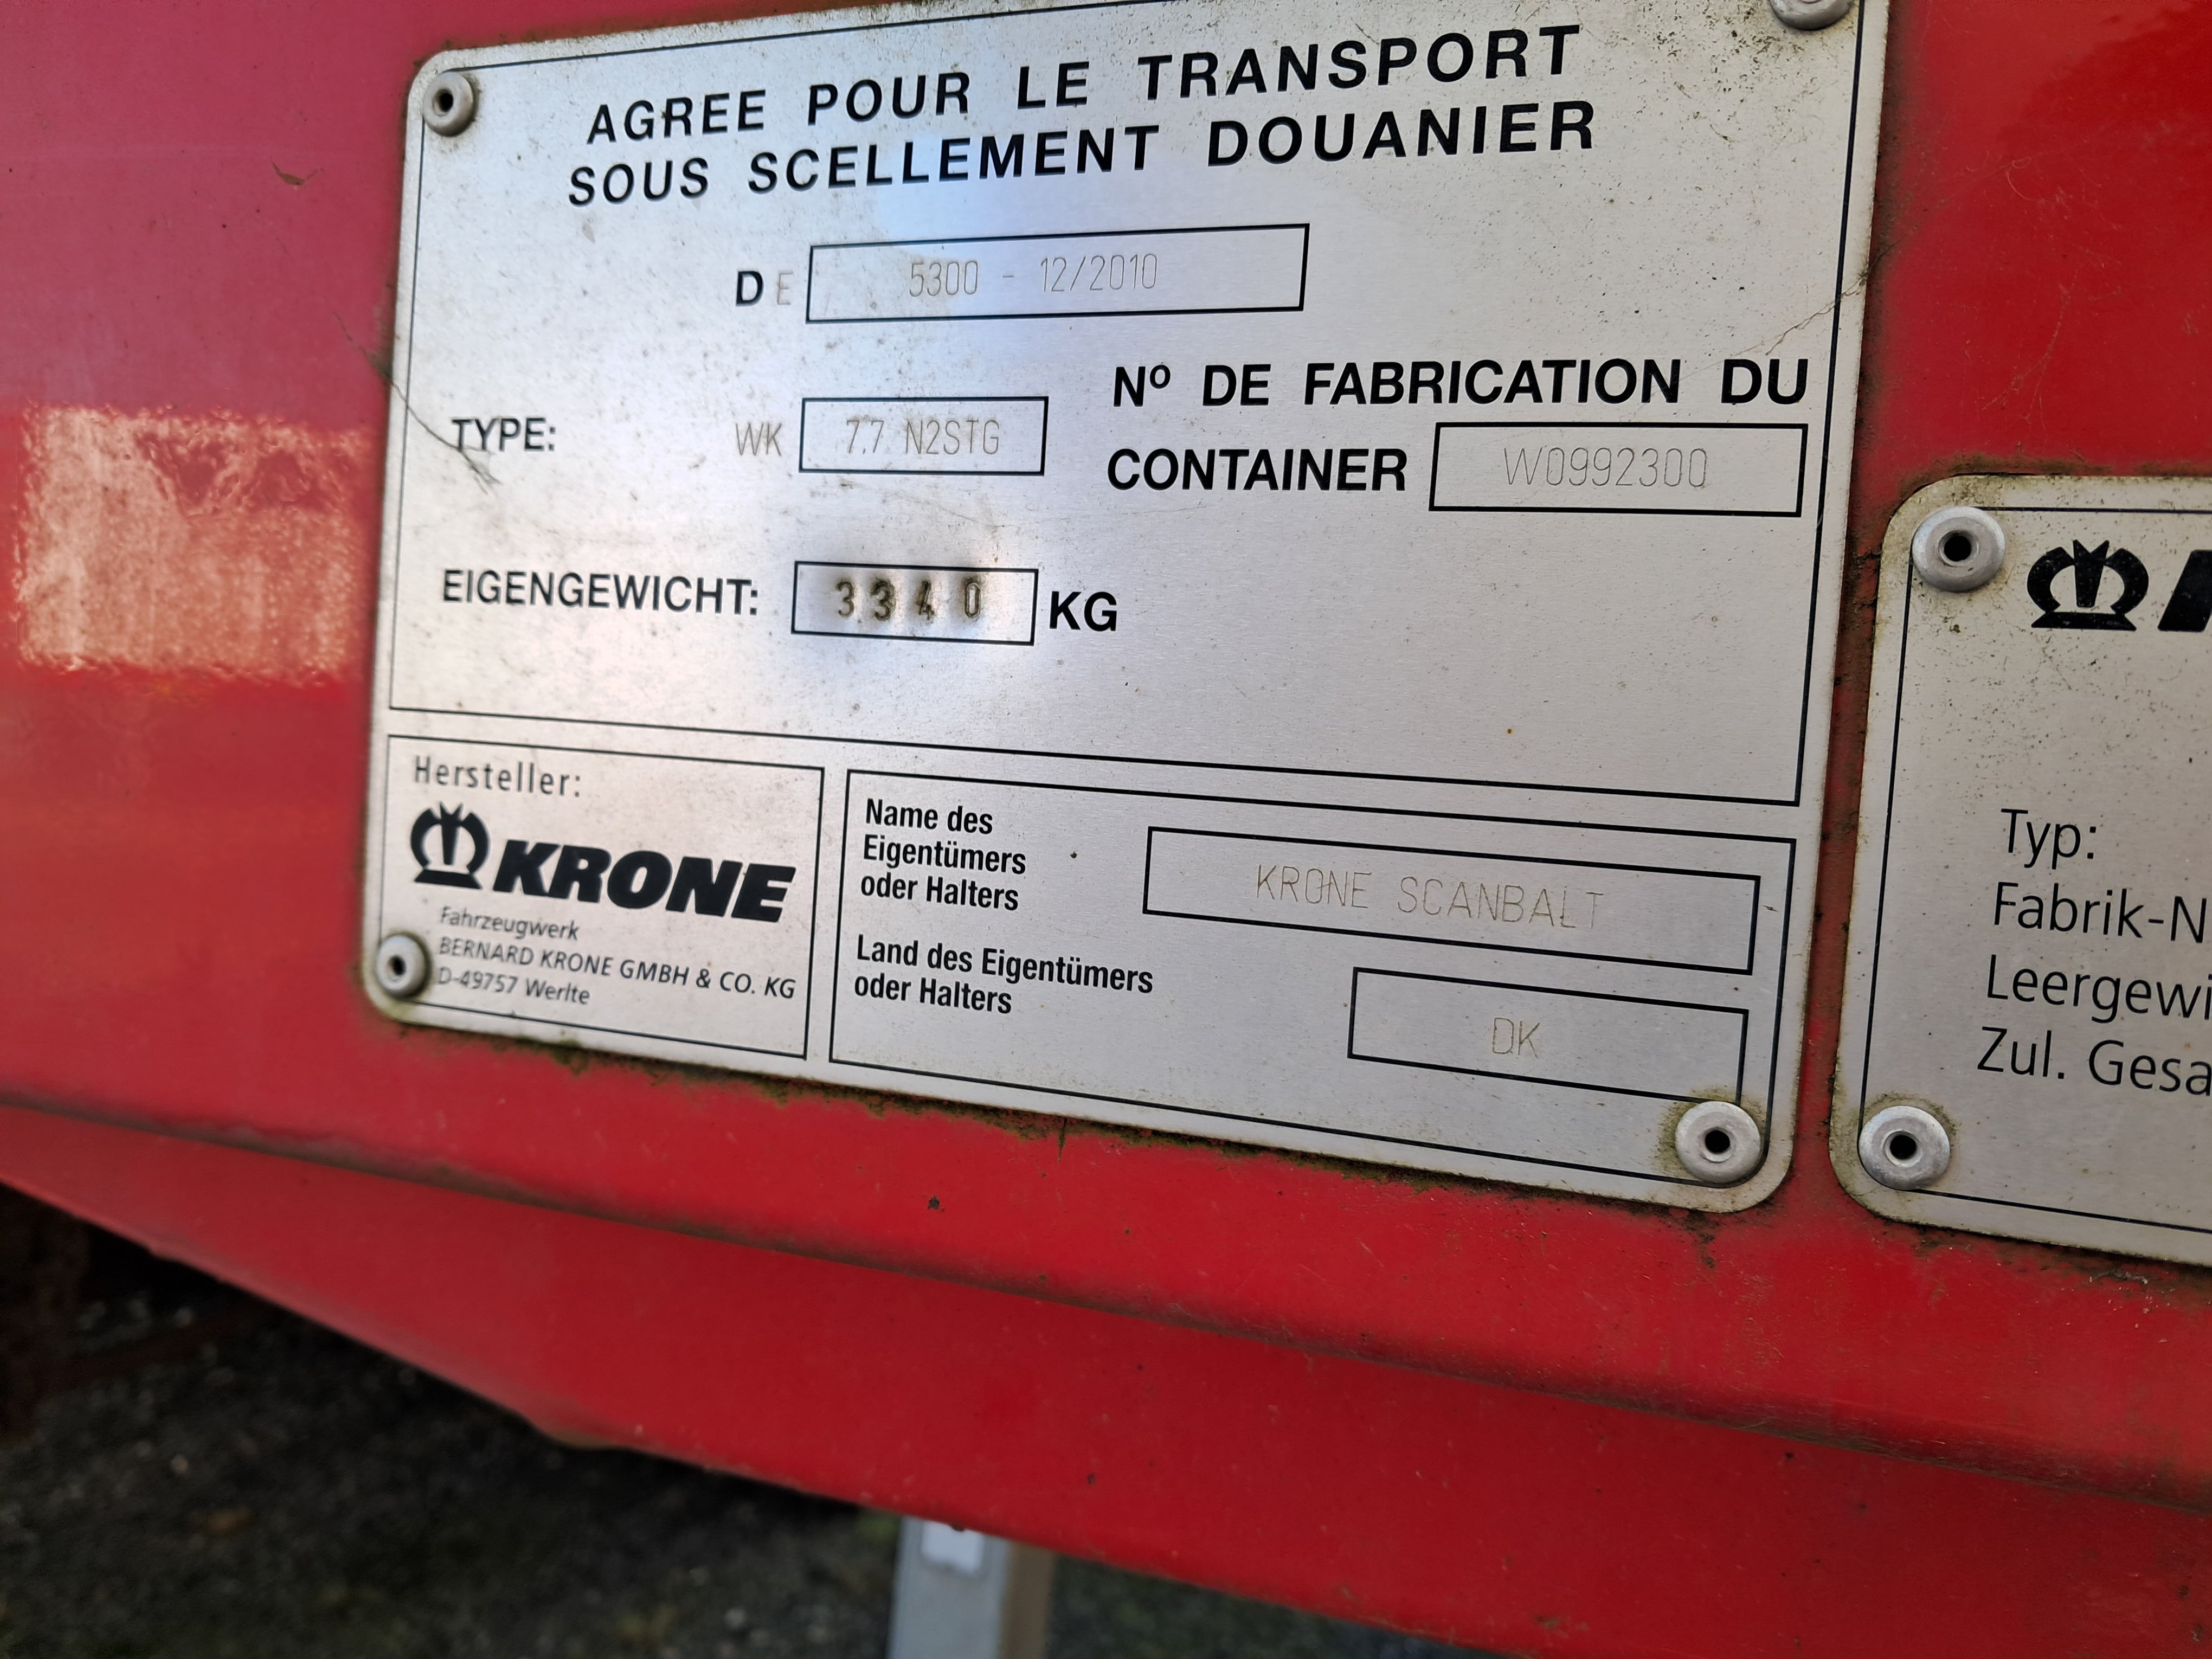 AGREE POUR LE TRANSPORT
SOUS SCELLEMENT DOUANIER
DE 5300 - 12/2010
TYPE: WK 7.7 N2STG
Nº DE FABRICATION DU
CONTAINER W0992300
EIGENGEWICHT: 3340 KG
Hersteller:
KRONE
Fahrzeugwerk
BERNARD KRONE GMBH & CO. KG
D-49757 Werlte
Name des
Eigentümers
oder Halters
KRONE SCANBALT
Land des Eigentümers
oder Halters
DK
Typ:
Fabrik-N
Leergewi
Zul. Gesa